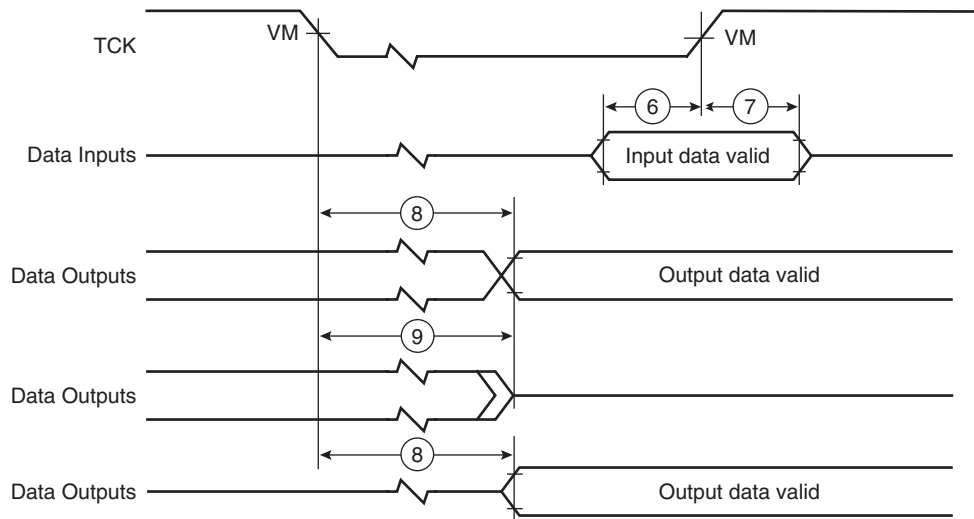 VM
TCK
VM
6
7
Data Inputs
Input data valid
8
Data Outputs
Output data valid
9
Data Outputs
8
Data Outputs
Output data valid